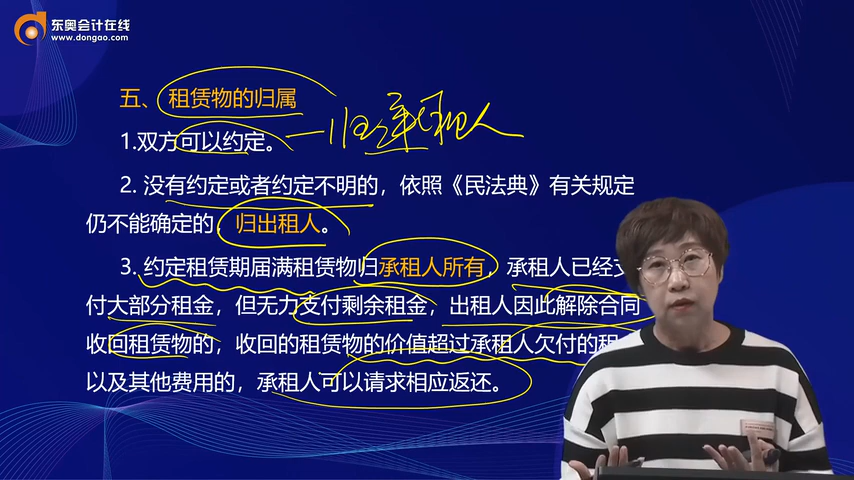 东奥会计在线
www.dongao.com
五、租赁物的归属
1.双方可以约定。—归承租人
2. 没有约定或者约定不明的，依照《民法典》有关规定
仍不能确定的，归出租人。
3. 约定租赁期届满租赁物归承租人所有，承租人已经支
付大部分租金，但无力支付剩余租金，出租人因此解除合同
收回租赁物的，收回的租赁物的价值超过承租人欠付的租
以及其他费用的，承租人可以请求相应返还。